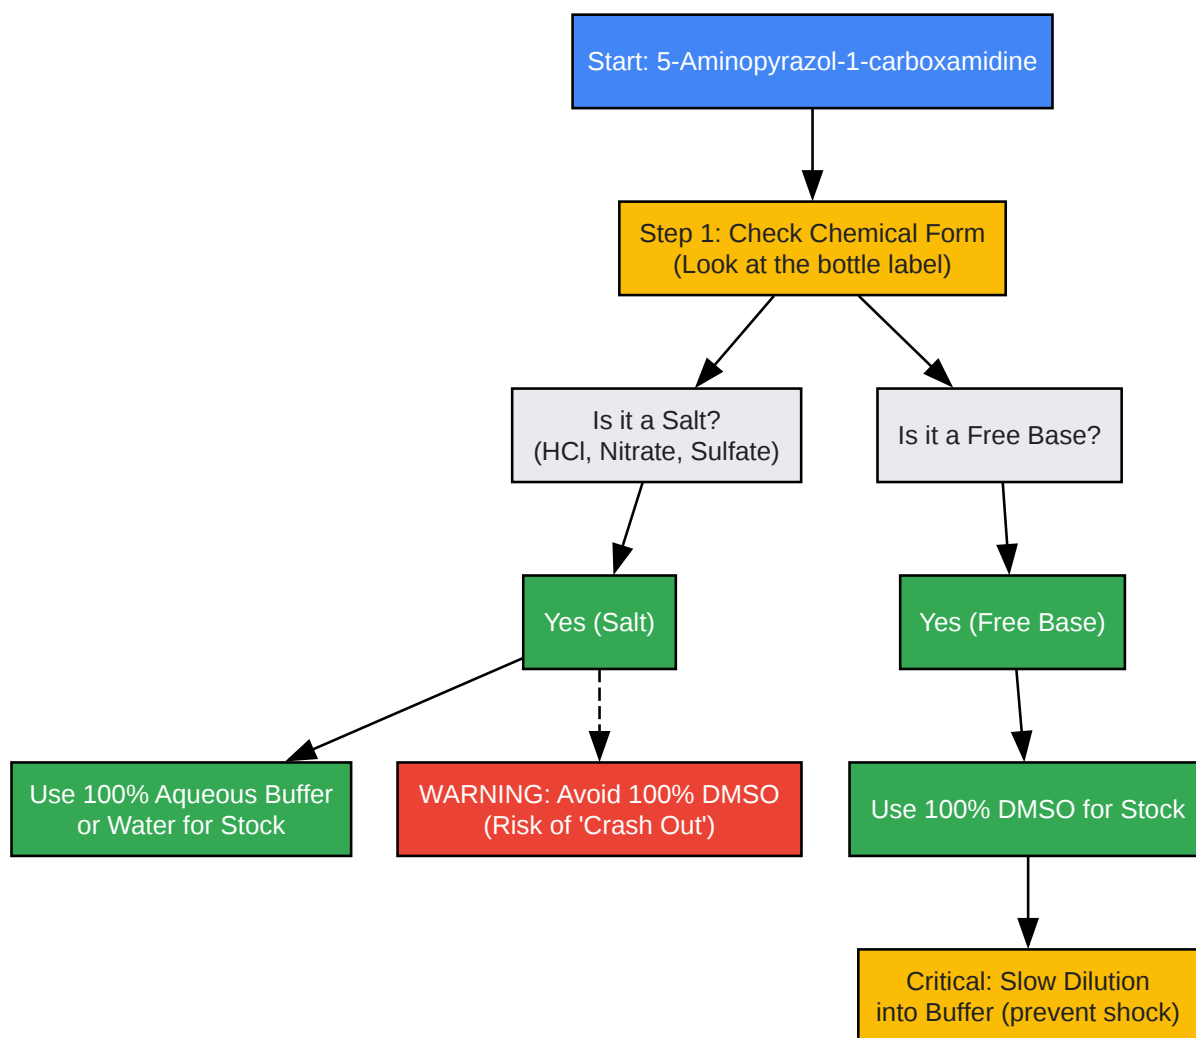 Start: 5-Aminopyrazol-1-carboxamidine
Step 1: Check Chemical Form
(Look at the bottle label)
Is it a Salt?
(HCl, Nitrate, Sulfate)
Is it a Free Base?
Yes (Salt)
Yes (Free Base)
Use 100% Aqueous Buffer
or Water for Stock
WARNING: Avoid 100% DMSO
(Risk of 'Crash Out')
Use 100% DMSO for Stock
Critical: Slow Dilution
into Buffer (prevent shock)